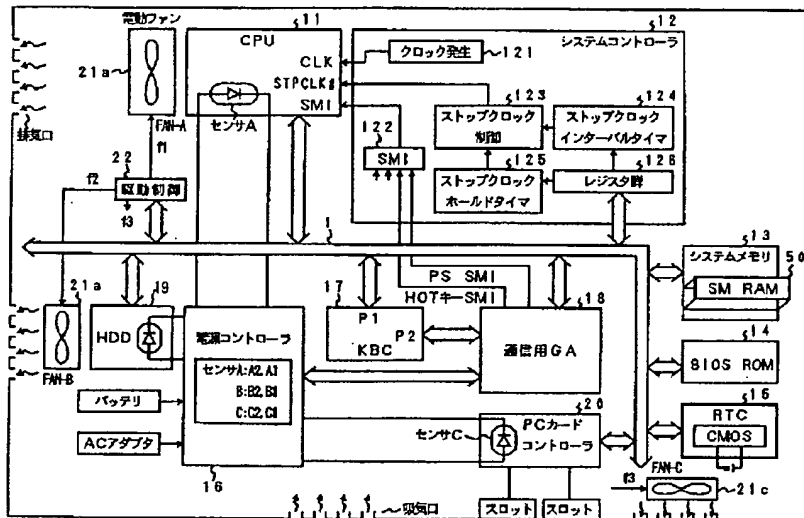 電動ファン
11
12
CPU
システムコントローラ
21a
CLK
クロック発生
121
STPCLK#
123
124
SMI
センサA
ストップクロック
制御
ストップクロック
インターバルタイマ
122
排気口
FAN-A
f1
SMI
125
126
22
f2
駆動制御
ストップクロック
ホールドタイマ
レジスタ群
f3
1
13
システムメモリ
50
SM RAM
PS SMI
HOTキーSMI
21a
19
17
18
14
HDD
電源コントローラ
P1
P2
KBC
通信用GA
BIOS ROM
FAN-B
センサA:A2,A1
B:B2,B1
C:C2,C1
15
バッテリ
20
RTC
CMOS
センサC
PCカード
コントローラ
ACアダプタ
16
FAN-C
f3
21c
吸気口
スロット
スロット